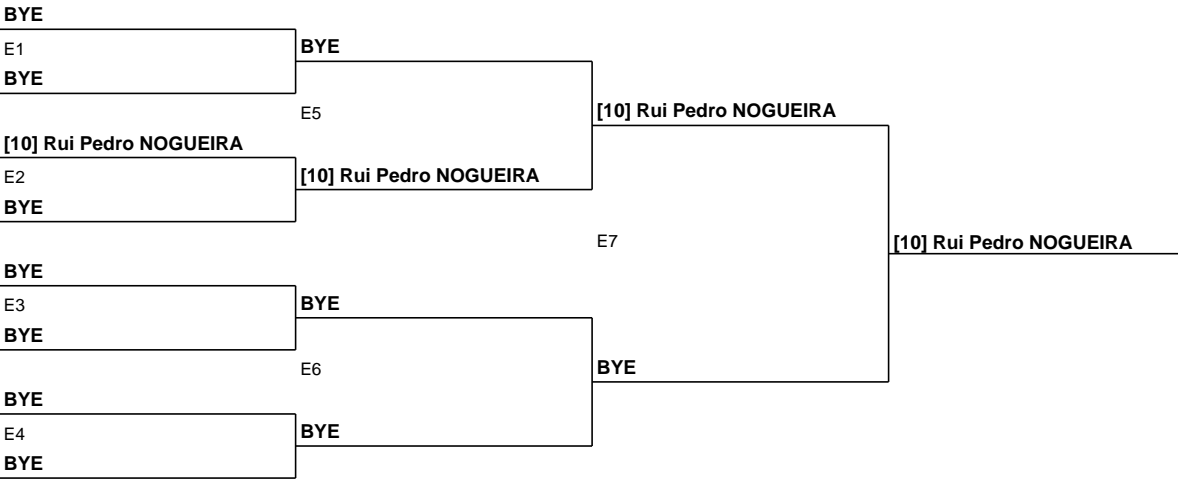 BYE
E1
BYE
BYE
E5
[10] Rui Pedro NOGUEIRA
[10] Rui Pedro NOGUEIRA
E2
[10] Rui Pedro NOGUEIRA
BYE
E7
[10] Rui Pedro NOGUEIRA
BYE
E3
BYE
BYE
E6
BYE
BYE
E4
BYE
BYE